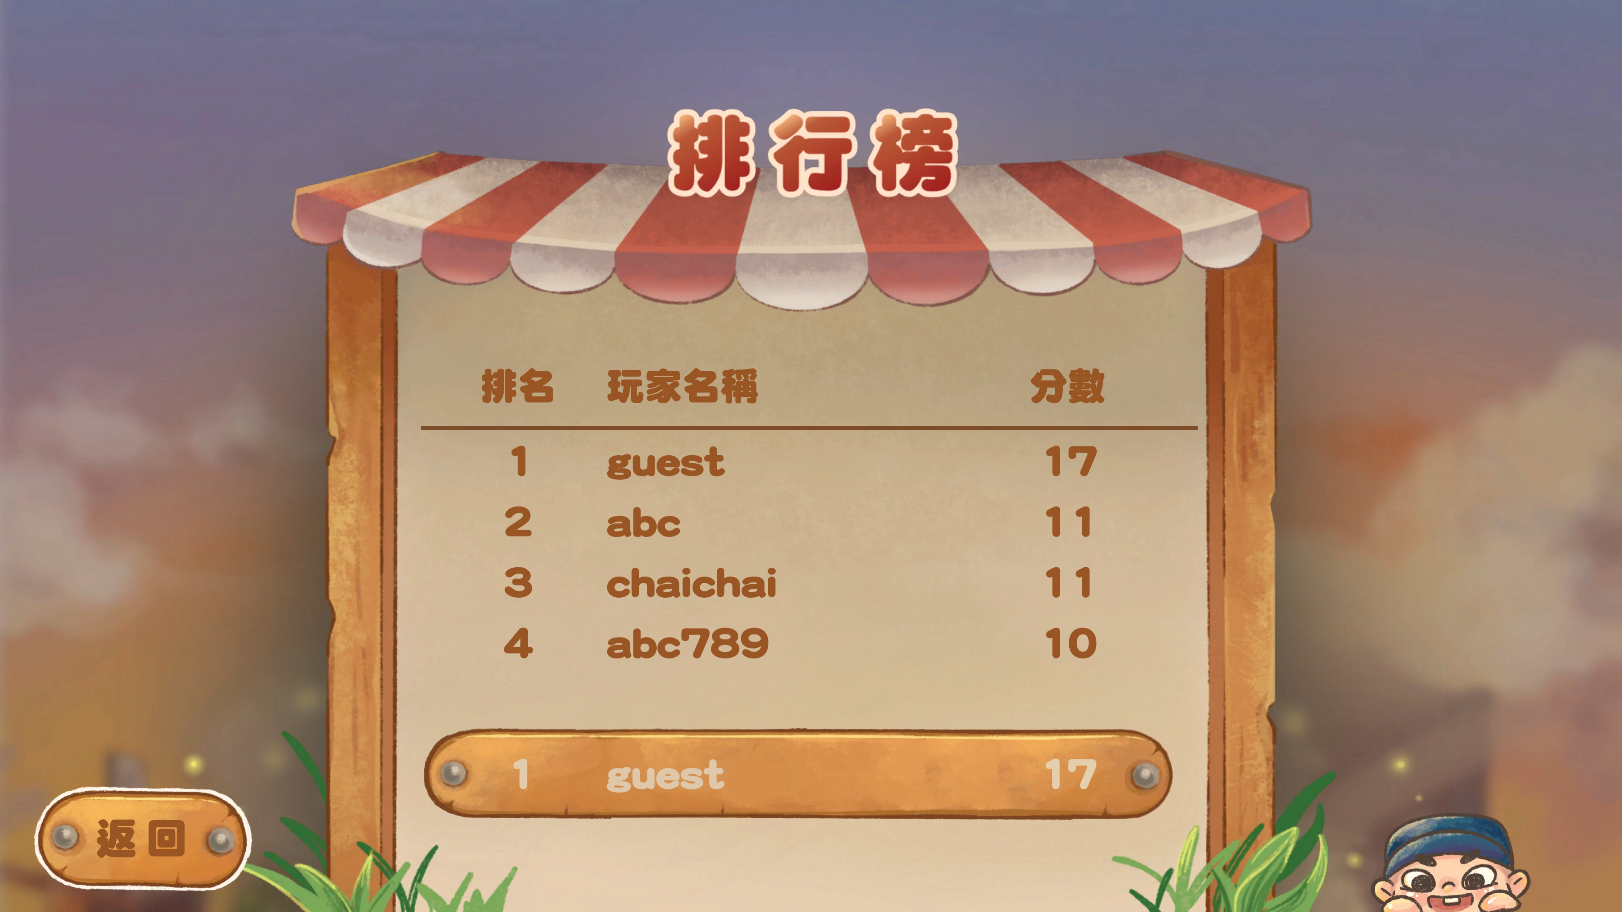 排行榜
排名 玩家名稱 分數
1 guest 17
2 abc 11
3 chaichai 11
4 abc789 10
1 guest 17
返回